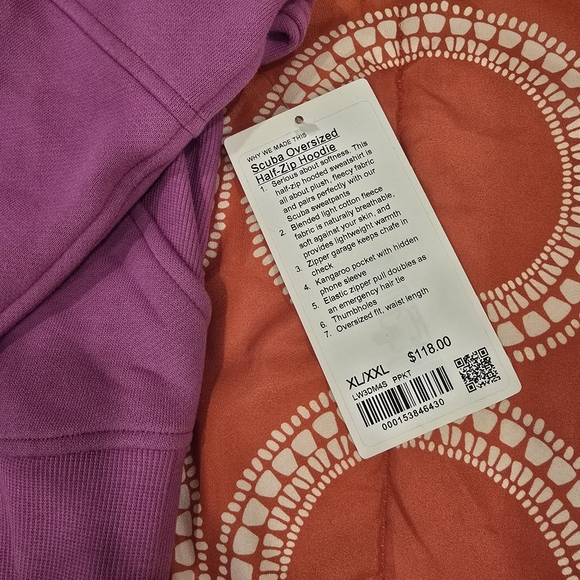 WHY WE MADE THIS
Scuba Oversized
Half-Zip Hoodie
1. Serious about softness. This
half-zip hooded sweatshirt is
all about plush, fleecy fabric
and pairs perfectly with our
Scuba sweatpants
2. Blended light cotton fleece
fabric is naturally breathable,
soft against your skin, and
provides lightweight warmth
3. Zipper garage keeps chafe in
check
4. Kangaroo pocket with hidden
phone sleeve
5. Elastic zipper pull doubles as
an emergency hair tie
6. Thumbholes
7. Oversized fit, waist length
XL/XXL $118.00
LW3DM4S PPKT
000153846430